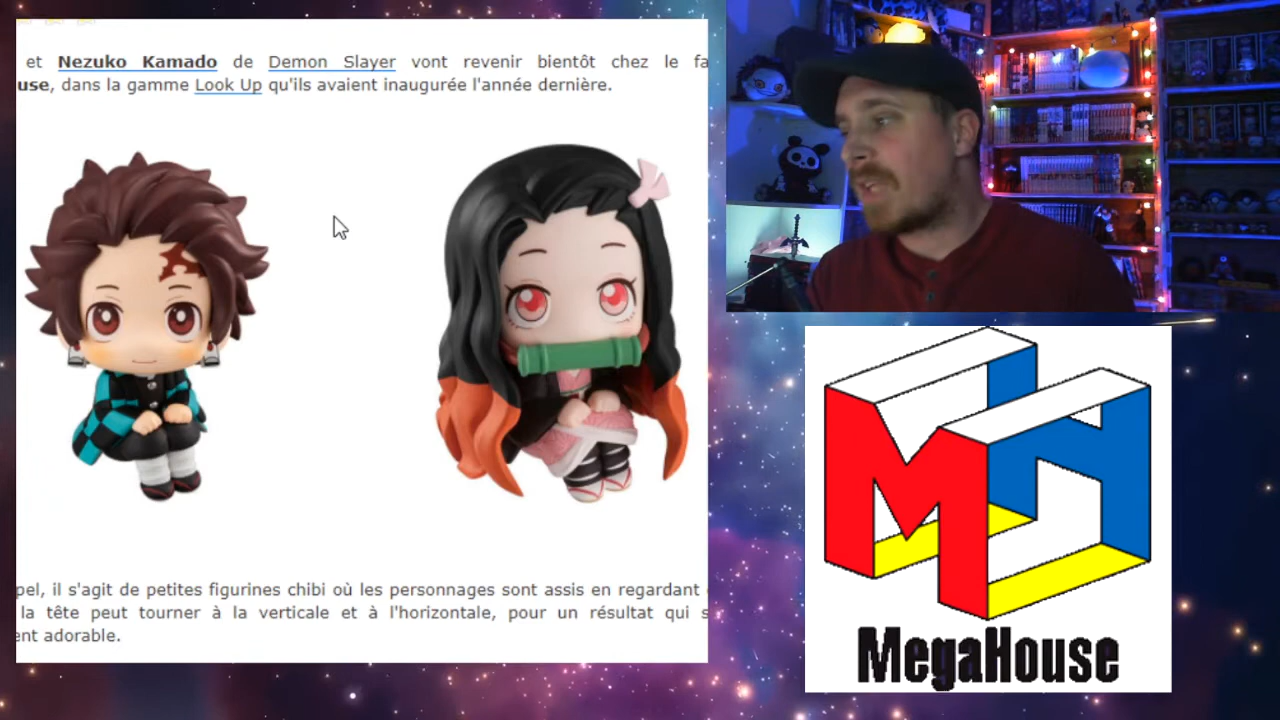 et Nezuko Kamado de Demon Slayer vont revenir bientôt chez le fa
use, dans la gamme Look Up qu'ils avaient inaugurée l'année dernière.
pel, il s'agit de petites figurines chibi où les personnages sont assis en regardant
la tête peut tourner à la verticale et à l'horizontale, pour un résultat qui s
ent adorable.
MH
MegaHouse